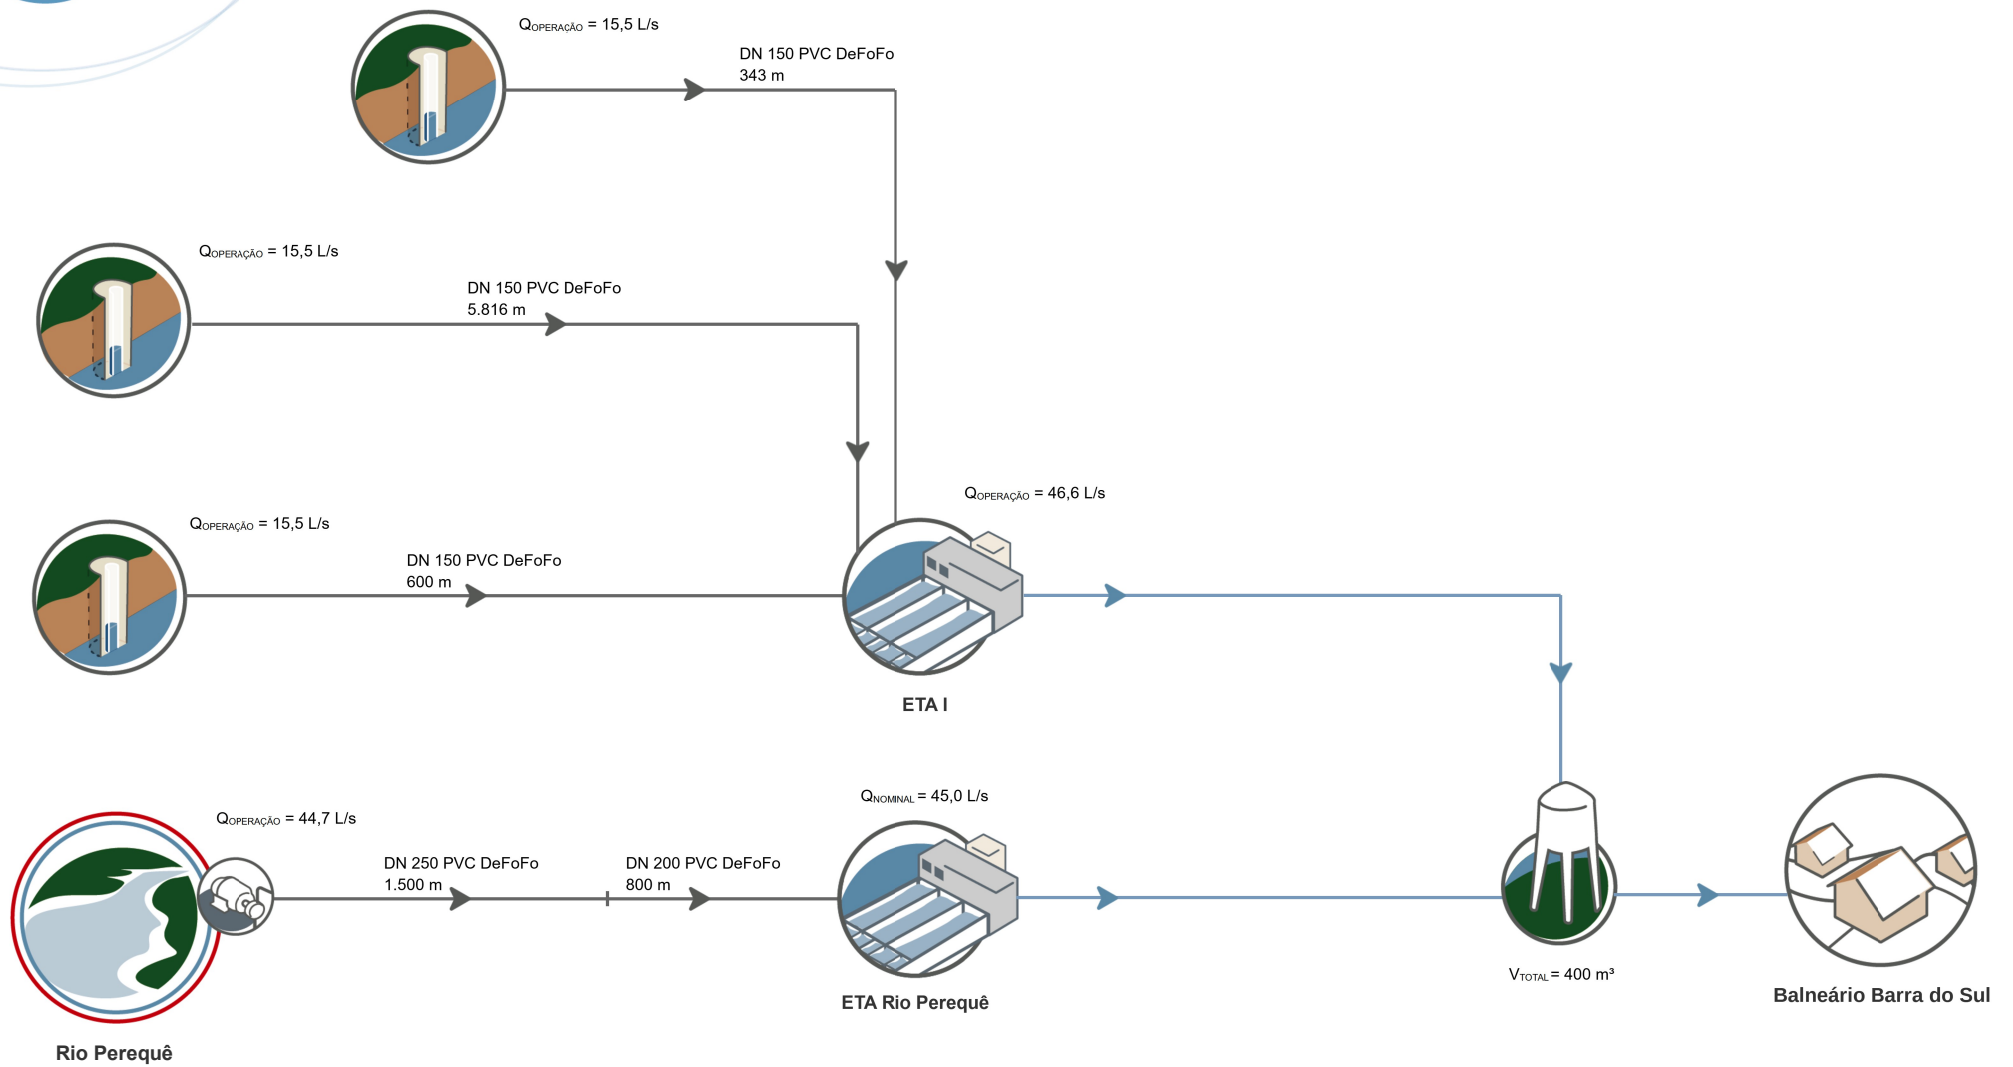 QOPERAÇÃO = 15,5 L/s
DN 150 PVC DeFoFo
343 m
QOPERAÇÃO = 15,5 L/s
DN 150 PVC DeFoFo
5.816 m
QOPERAÇÃO = 15,5 L/s
DN 150 PVC DeFoFo
600 m
QOPERAÇÃO = 46,6 L/s
ETA I
QOPERAÇÃO = 44,7 L/s
DN 250 PVC DeFoFo
1.500 m
DN 200 PVC DeFoFo
800 m
QNOMINAL = 45,0 L/s
ETA Rio Perequê
VTOTAL = 400 m³
Balneário Barra do Sul
Rio Perequê